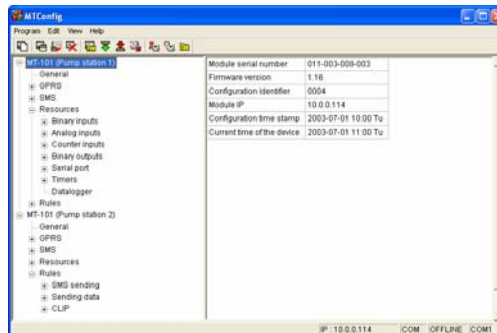 MTConfig
Program Edit View Help
MT-101 (Pump station 1)
General
GPRS
SMS
Resources
Binary inputs
Analog inputs
Counter inputs
Binary outputs
Serial port
Timers
Datalogger
Rules
MT-101 (Pump station 2)
General
GPRS
SMS
Resources
Rules
SMS sending
Sending data
CLIP
Module serial number 011-003-008-003
Firmware version 1.16
Configuration identifier 0004
Module IP 10.0.0.114
Configuration time stamp 2003-07-01 10:00 Tu
Current time of the device 2003-07-01 11:00 Tu
IP : 10.0.0.114 COM OFFLINE COM1